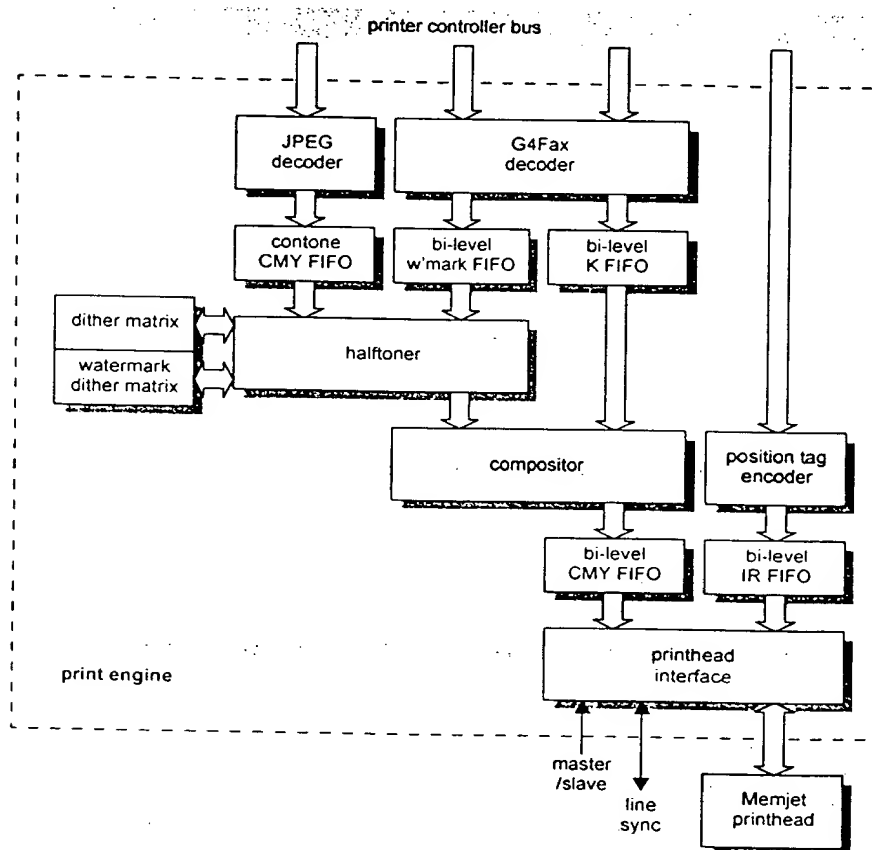 printer controller bus
JPEG
decoder
G4Fax
decoder
contone
CMY FIFO
bi-level
w'mark FIFO
bi-level
K FIFO
dither matrix
watermark
dither matrix
halftoner
compositor
position tag
encoder
bi-level
CMY FIFO
bi-level
IR FIFO
printhead
interface
print engine
master
/slave
line
sync
Memjet
printhead